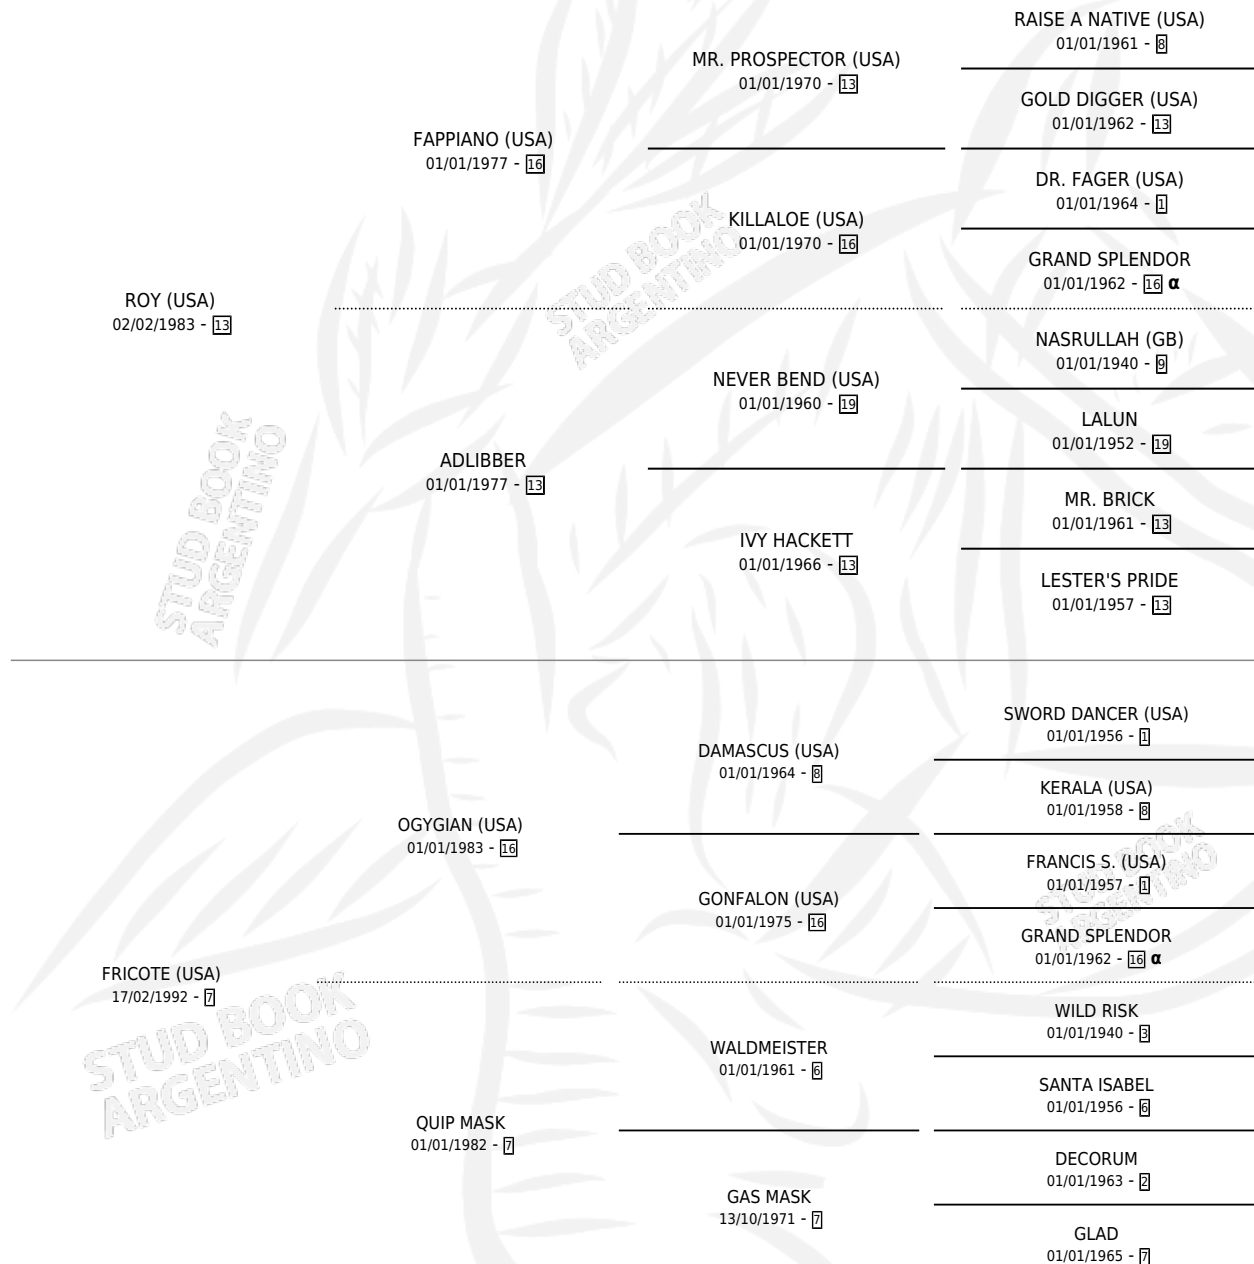 RAISE A NATIVE (USA)
01/01/1961 - 8
MR. PROSPECTOR (USA)
01/01/1970 - 13
GOLD DIGGER (USA)
01/01/1962 - 13
FAPPIANO (USA)
01/01/1977 - 16
DR. FAGER (USA)
01/01/1964 - 1
KILLALOE (USA)
01/01/1970 - 16
GRAND SPLENDOR
01/01/1962 - 16 α
ROY (USA)
02/02/1983 - 13
NASRULLAH (GB)
01/01/1940 - 9
NEVER BEND (USA)
01/01/1960 - 19
LALUN
01/01/1952 - 19
ADLIBBER
01/01/1977 - 13
MR. BRICK
01/01/1961 - 13
IVY HACKETT
01/01/1966 - 13
LESTER'S PRIDE
01/01/1957 - 13
SWORD DANCER (USA)
01/01/1956 - 1
DAMASCUS (USA)
01/01/1964 - 8
KERALA (USA)
01/01/1958 - 8
OGYGIAN (USA)
01/01/1983 - 16
FRANCIS S. (USA)
01/01/1957 - 1
GONFALON (USA)
01/01/1975 - 16
GRAND SPLENDOR
01/01/1962 - 16 α
FRICOTE (USA)
17/02/1992 - 7
WILD RISK
01/01/1940 - 3
WALDMEISTER
01/01/1961 - 6
SANTA ISABEL
01/01/1956 - 6
QUIP MASK
01/01/1982 - 7
DECORUM
01/01/1963 - 2
GAS MASK
13/10/1971 - 7
GLAD
01/01/1965 - 7
STUD BOOK
ARGENTINO
STUD BOOK
ARGENTINO
STUD BOOK
ARGENTINO
STUD BOOK
ARGENTINO